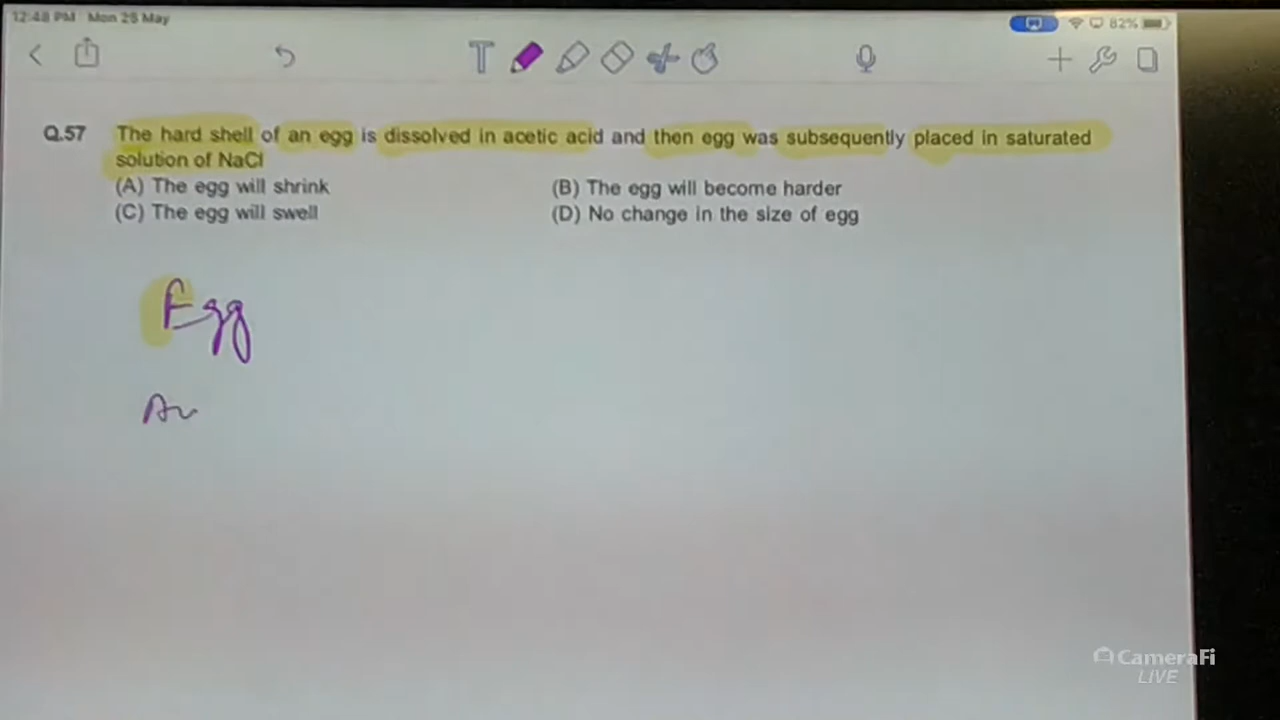 12:48 PM Mon 25 May
82%
T
Q.57 The hard shell of an egg is dissolved in acetic acid and then egg was subsequently placed in saturated
solution of NaCl
(A) The egg will shrink (B) The egg will become harder
(C) The egg will swell (D) No change in the size of egg
Egg
CameraFi
LIVE